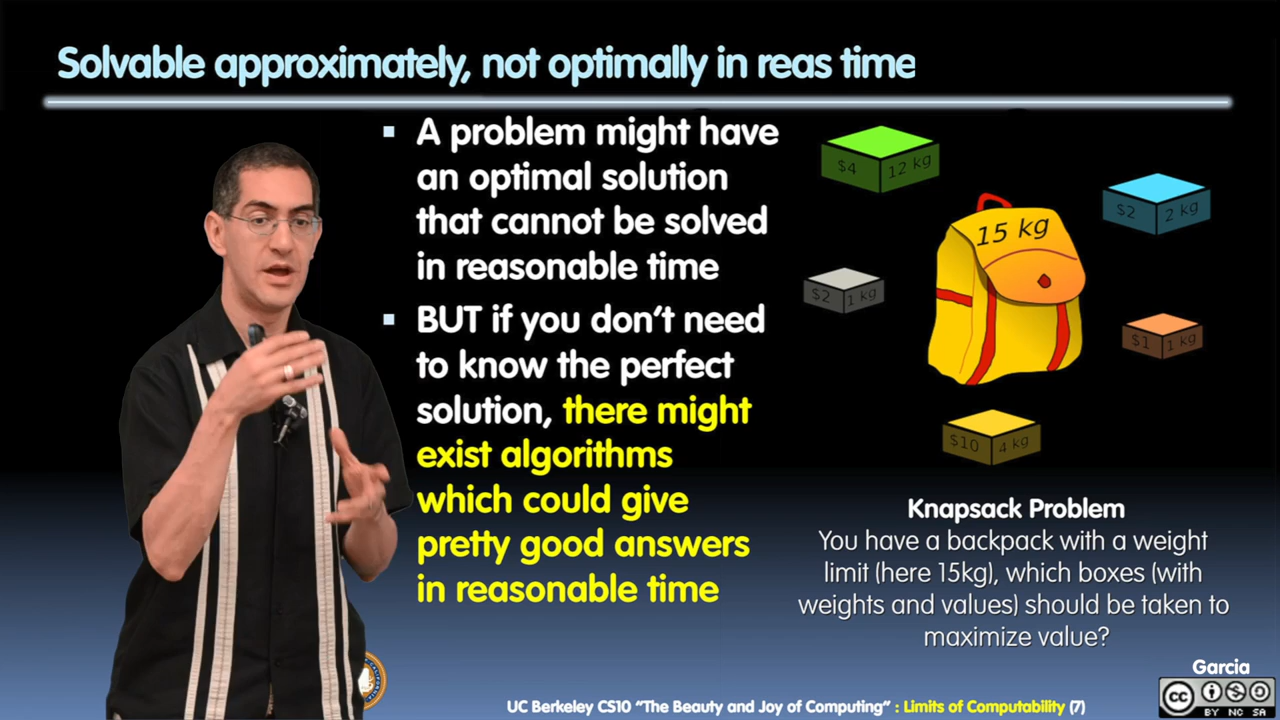 Solvable approximately, not optimally in reas time
▪ A problem might have
an optimal solution
that cannot be solved
in reasonable time
▪ BUT if you don't need
to know the perfect
solution, there might
exist algorithms
which could give
pretty good answers
in reasonable time
$4 12 kg
15 kg
$2 2 kg
$2 1 kg
$1 1 kg
$10 4 kg
Knapsack Problem
You have a backpack with a weight
limit (here 15kg), which boxes (with
weights and values) should be taken to
maximize value?
Garcia
UC Berkeley CS10 "The Beauty and Joy of Computing" : Limits of Computability (7)
cc
BY NC SA